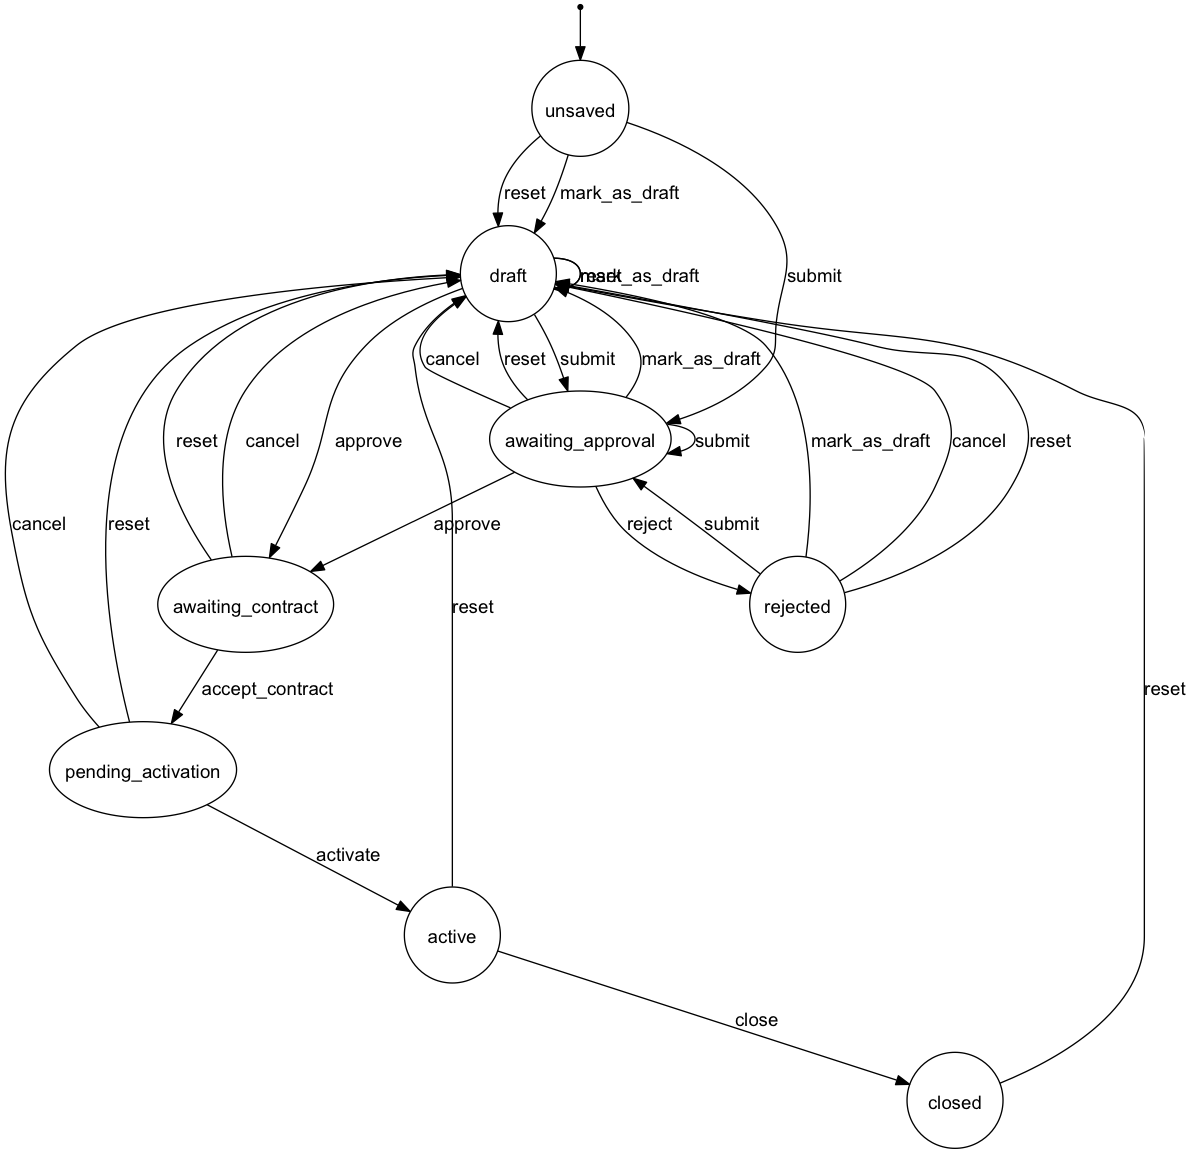 unsaved
reset
mark_as_draft
draft
reset
mark_as_draft
submit
cancel
reset
submit
mark_as_draft
reset
cancel
approve
awaiting_approval
submit
mark_as_draft
cancel
reset
cancel
reset
approve
reject
submit
awaiting_contract
reset
rejected
accept_contract
reset
pending_activation
activate
active
close
closed